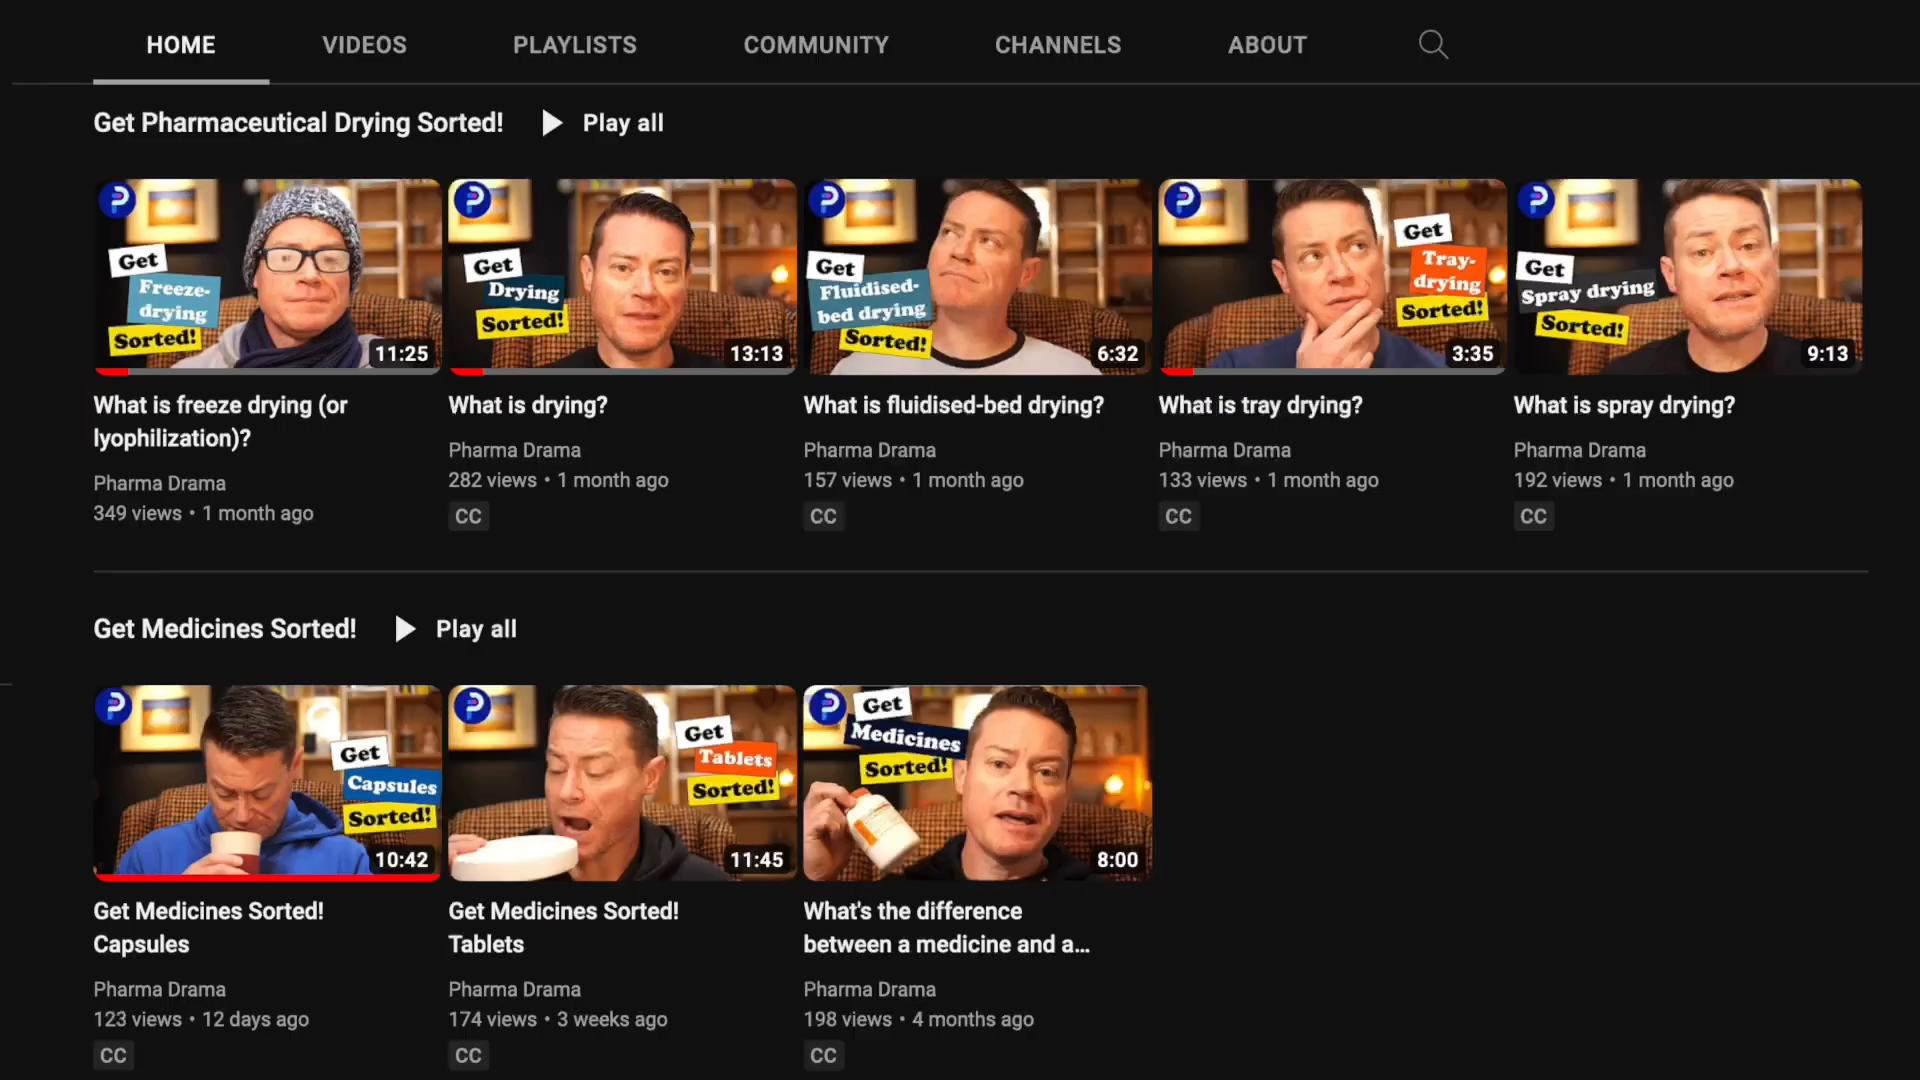 HOME VIDEOS PLAYLISTS COMMUNITY CHANNELS ABOUT
Get Pharmaceutical Drying Sorted! Play all
Get
Freeze-
drying
Sorted!
11:25
Get
Drying
Sorted!
13:13
Get
Fluidised-
bed drying
Sorted!
6:32
Get
Tray-
drying
Sorted!
3:35
Get
Spray drying
Sorted!
9:13
What is freeze drying (or
lyophilization)?
Pharma Drama
349 views • 1 month ago
What is drying?
Pharma Drama
282 views • 1 month ago
CC
What is fluidised-bed drying?
Pharma Drama
157 views • 1 month ago
CC
What is tray drying?
Pharma Drama
133 views • 1 month ago
CC
What is spray drying?
Pharma Drama
192 views • 1 month ago
CC
Get Medicines Sorted! Play all
Get
Capsules
Sorted!
10:42
Get
Tablets
Sorted!
11:45
Get
Medicines
Sorted!
8:00
Get Medicines Sorted!
Capsules
Pharma Drama
123 views • 12 days ago
CC
Get Medicines Sorted!
Tablets
Pharma Drama
174 views • 3 weeks ago
CC
What's the difference
between a medicine and a...
Pharma Drama
198 views • 4 months ago
CC